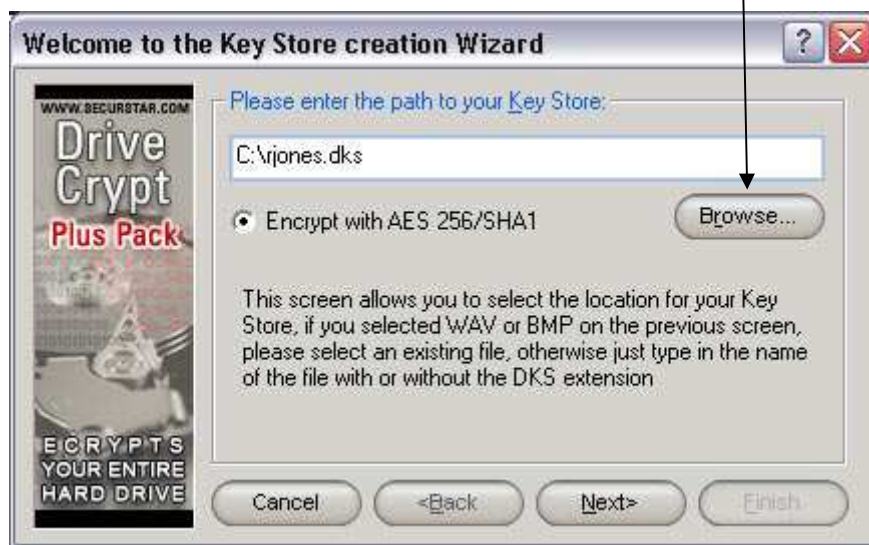 Welcome to the Key Store creation Wizard
WWW.SECURSTAR.COM
Drive
Crypt
Plus Pack
ECRYPTS
YOUR ENTIRE
HARD DRIVE
Please enter the path to your Key Store:
C:\rjones.dks
Encrypt with AES 256/SHA1
Browse...
This screen allows you to select the location for your Key
Store, if you selected WAV or BMP on the previous screen,
please select an existing file, otherwise just type in the name
of the file with or without the DKS extension
Cancel
<Back
Next>
Finish